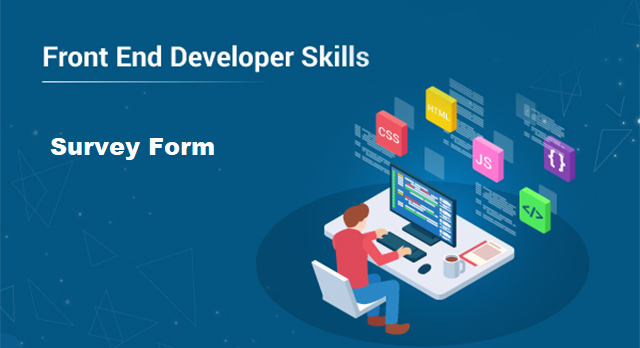 Front End Developer Skills
Survey Form
CSS
HTML
JS
{}
</>